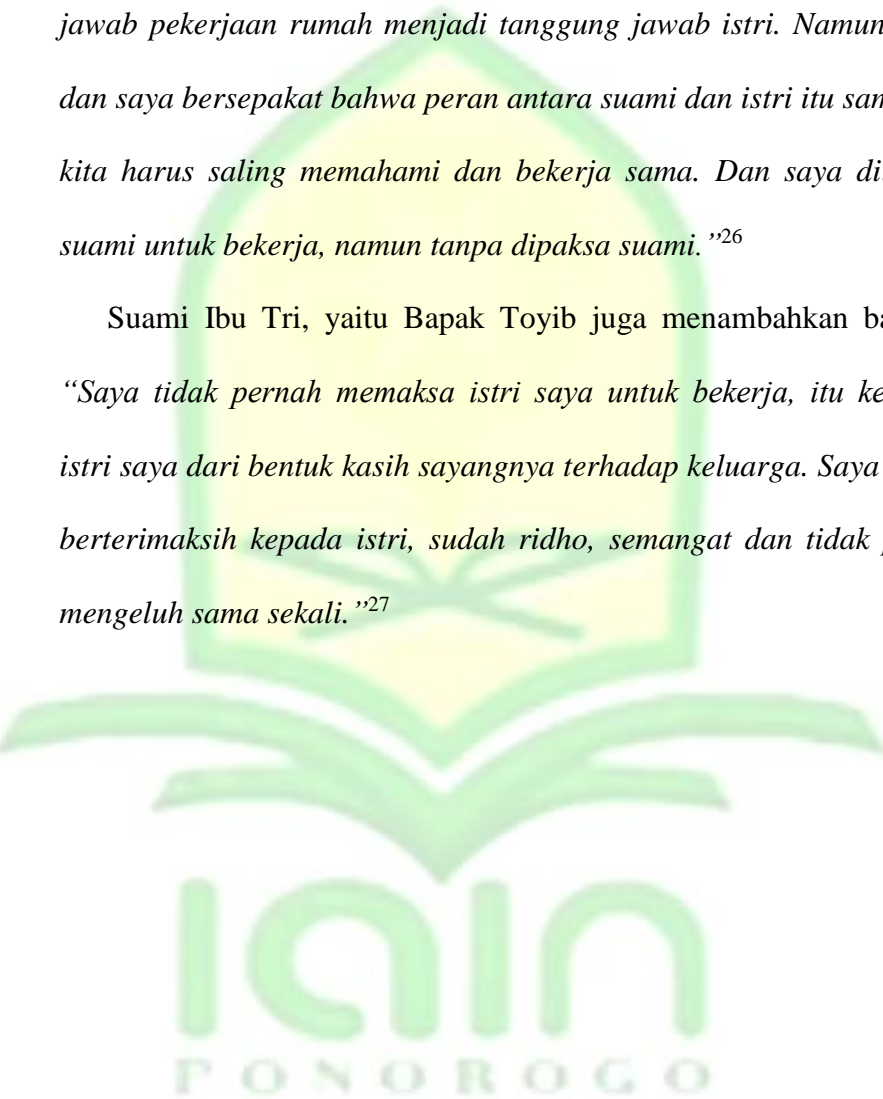 jawab pekerjaan rumah menjadi tanggung jawab istri. Namun
dan saya bersepakat bahwa peran antara suami dan istri itu sam
kita harus saling memahami dan bekerja sama. Dan saya di
suami untuk bekerja, namun tanpa dipaksa suami.”26
Suami Ibu Tri, yaitu Bapak Toyib juga menambahkan ba
“Saya tidak pernah memaksa istri saya untuk bekerja, itu ke
istri saya dari bentuk kasih sayangnya terhadap keluarga. Saya
berterimaksih kepada istri, sudah ridho, semangat dan tidak
mengeluh sama sekali.”27
IAIN
PONOROGO